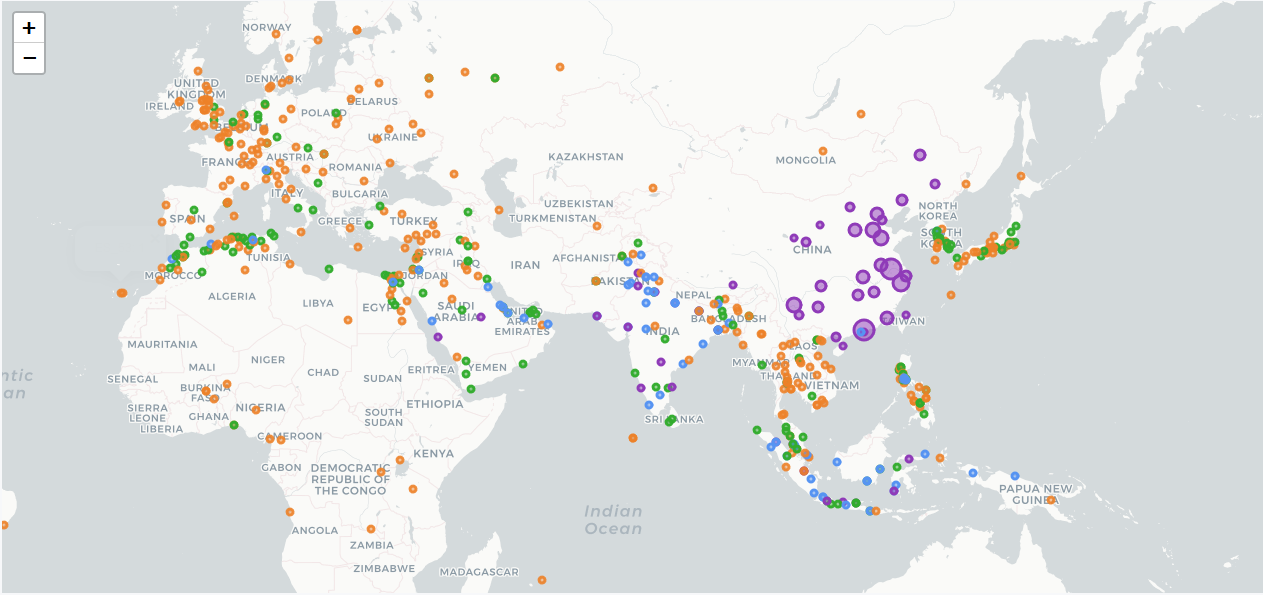 +
−
NORWAY
UNITED
KINGDOM
DENMARK
IRELAND
BELARUS
POLAND
BELGIUM
UKRAINE
FRANCE
AUSTRIA
ROMANIA
ITALY
BULGARIA
SPAIN
GREECE
TURKEY
KAZAKHSTAN
MONGOLIA
UZBEKISTAN
TURKMENISTAN
NORTH
KOREA
SOUTH
KOREA
CHINA
TUNISIA
SYRIA
IRAQ
IRAN
AFGHANISTAN
MOROCCO
JORDAN
PAKISTAN
ALGERIA
LIBYA
EGYPT
SAUDI
ARABIA
UNITED
ARAB
EMIRATES
NEPAL
BANGLADESH
TAIWAN
INDIA
MAURITANIA
MALI
NIGER
CHAD
SUDAN
ERITREA
YEMEN
MYANMAR
LAOS
THAILAND
VIETNAM
ntic
an
SENEGAL
BURKINA
FASO
SIERRA
LEONE
LIBERIA
GHANA
NIGERIA
SOUTH
SUDAN
ETHIOPIA
SRI LANKA
CAMEROON
GABON
DEMOCRATIC
REPUBLIC OF
THE CONGO
KENYA
PAPUA NEW
GUINEA
Indian
Ocean
ANGOLA
ZAMBIA
ZIMBABWE
MADAGASCAR